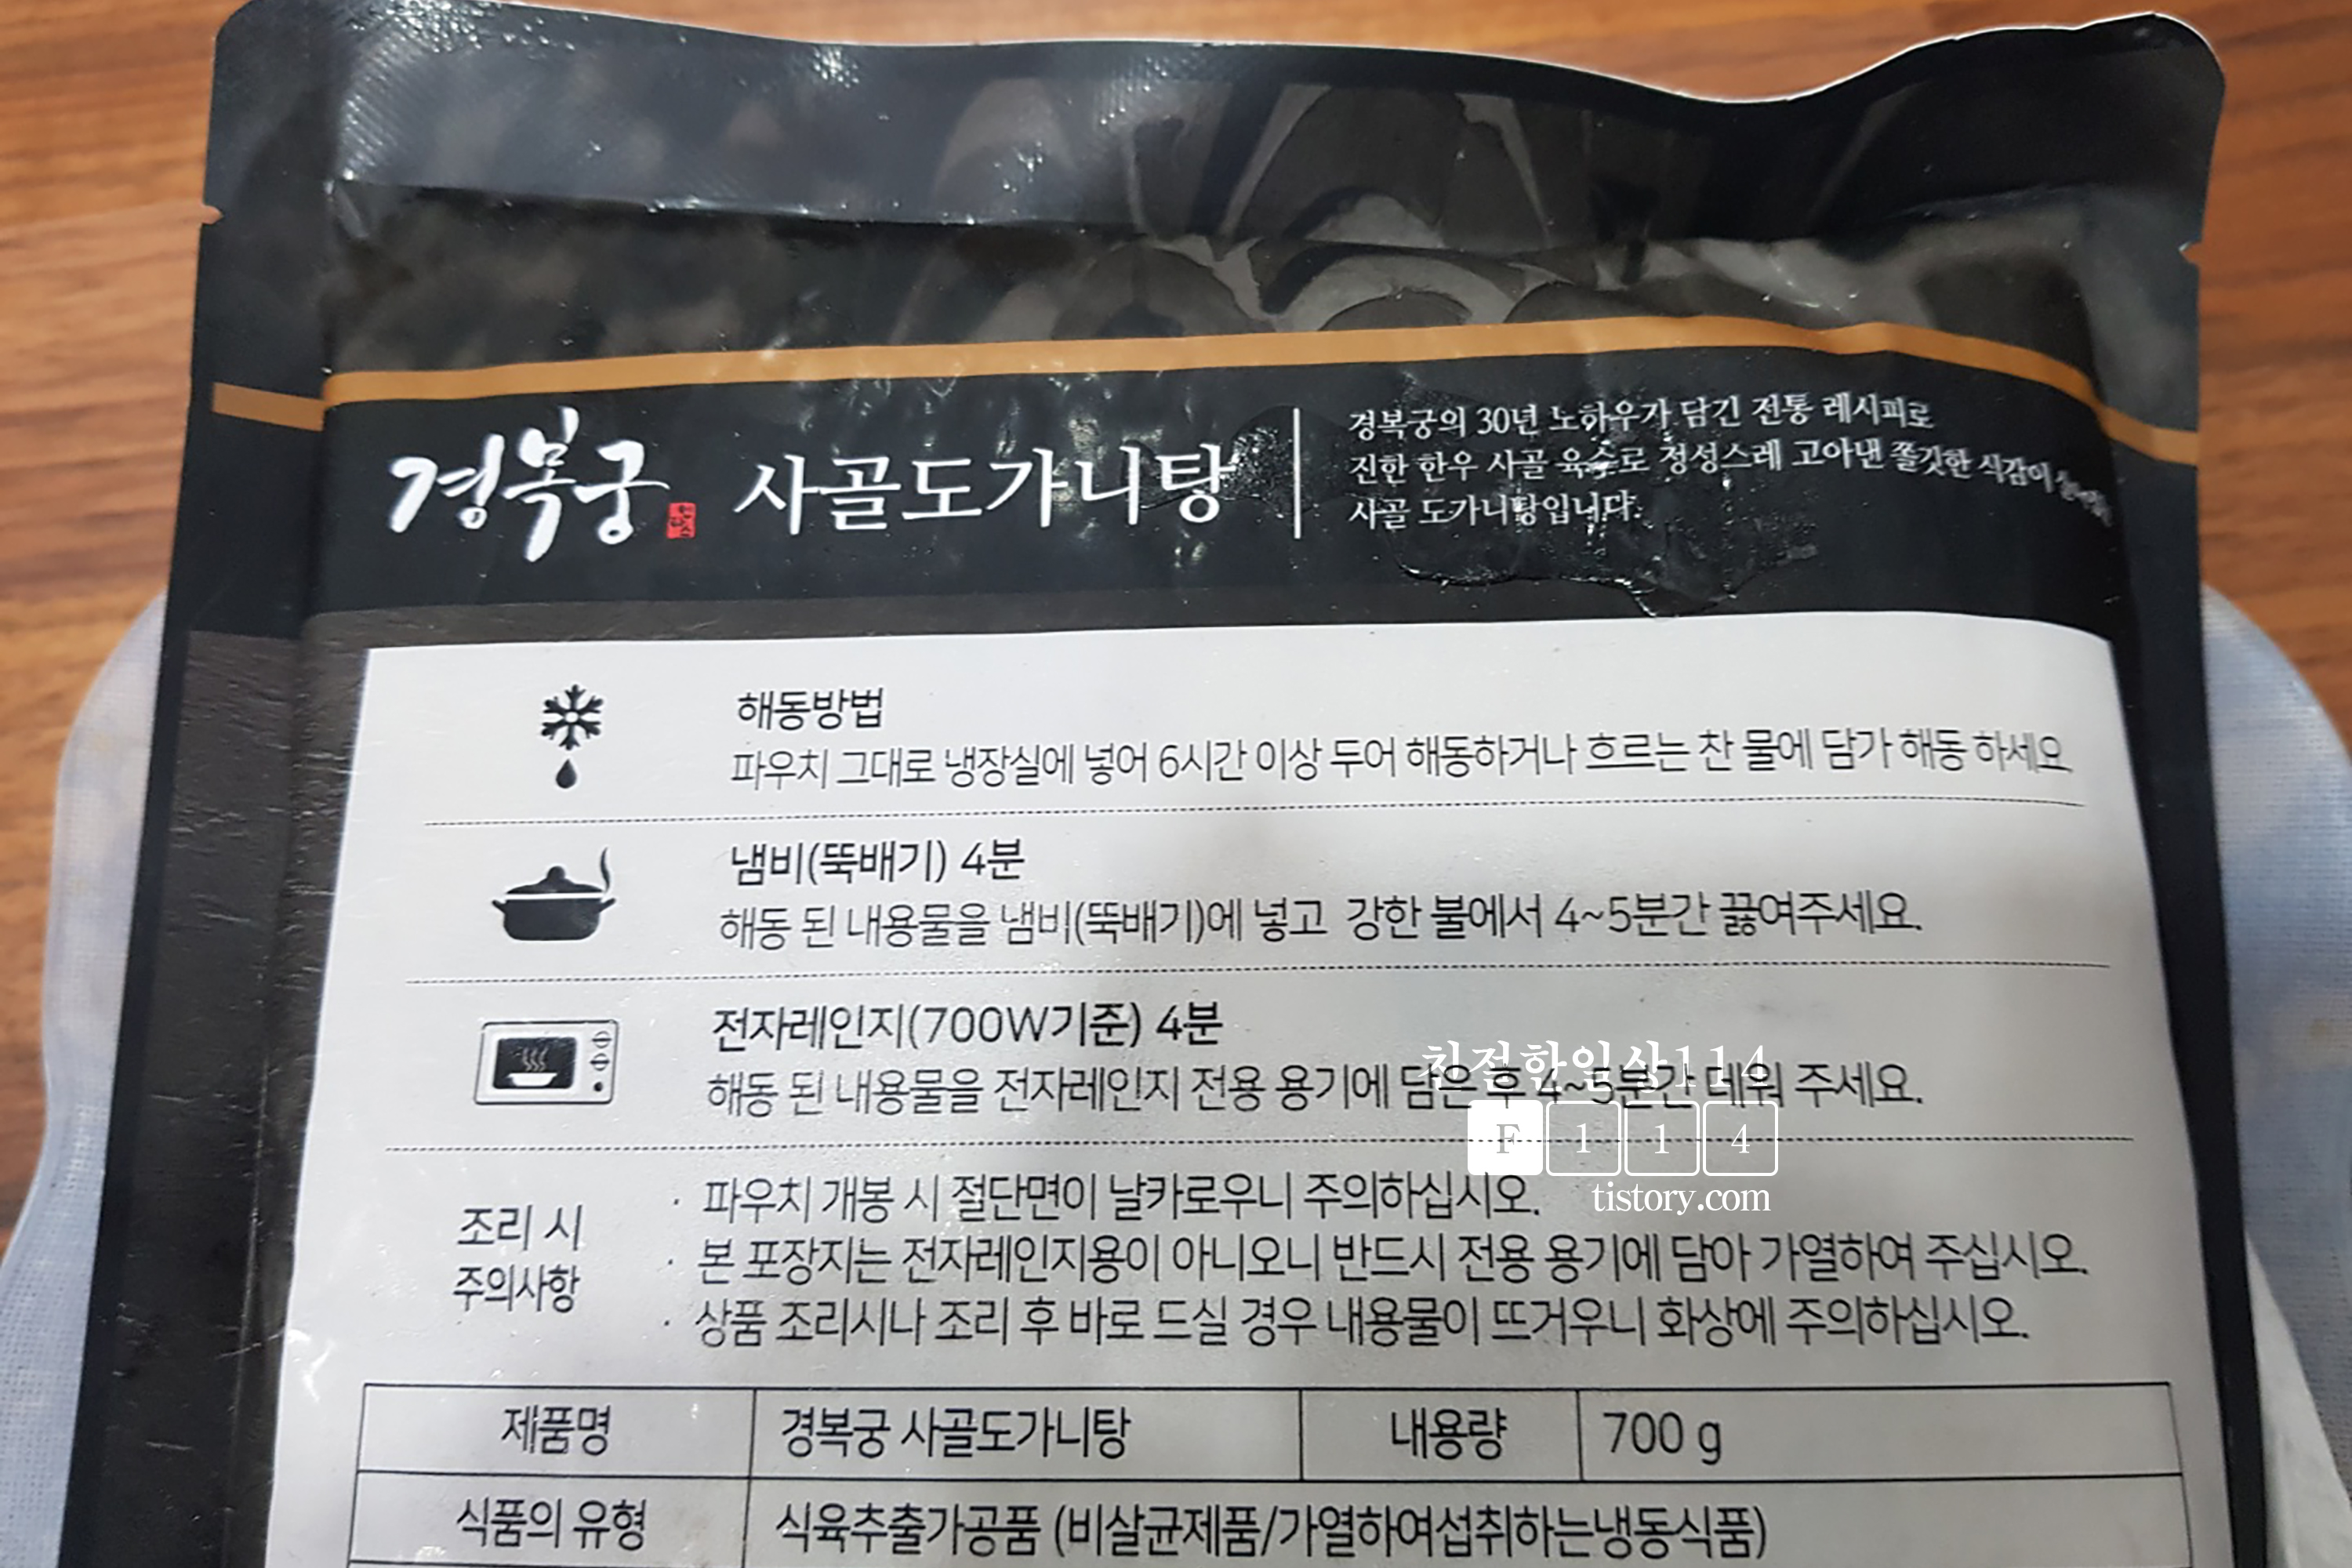 경복궁 사골도가니탕
경복궁의 30년 노하우가 담긴 전통 레시피로
진한 한우 사골 육수로 정성스레 고아낸 쫄깃한 식감이
사골 도가니탕입니다.
해동방법
파우치 그대로 냉장실에 넣어 6시간 이상 두어 해동하거나 흐르는 찬 물에 담가 해동 하세요.
냄비(뚝배기) 4분
해동 된 내용물을 냄비(뚝배기)에 넣고 강한 불에서 4~5분간 끓여주세요.
전자레인지(700W기준) 4분
해동 된 내용물을 전자레인지 전용 용기에 담은 후 4~5분간 데워 주세요.
친절한일상114
F114
tistory.com
조리 시
주의사항
· 파우치 개봉 시 절단면이 날카로우니 주의하십시오.
· 본 포장지는 전자레인지용이 아니오니 반드시 전용 용기에 담아 가열하여 주십시오.
· 상품 조리시나 조리 후 바로 드실 경우 내용물이 뜨거우니 화상에 주의하십시오.
제품명 경복궁 사골도가니탕 내용량 700 g
식품의 유형 식육추출가공품 (비살균제품/가열하여섭취하는냉동식품)